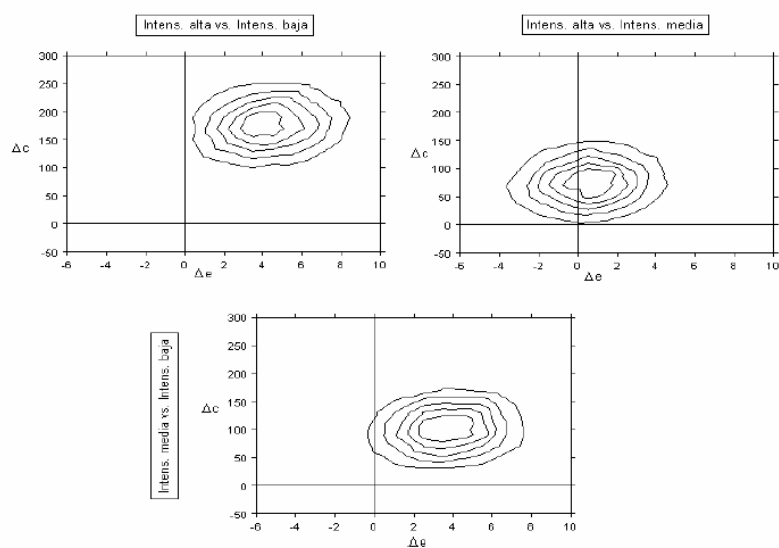 Intens. alta vs. Intens. baja
300
250
200
150
100
50
0
-50
Δc
-6 -4 -2 0 2 4 6 8 10
Δe
Intens. alta vs. Intens. media
300
250
200
150
100
50
0
-50
Δc
-6 -4 -2 0 2 4 6 8 10
Δe
Intens. media vs. Intens. baja
300
250
200
150
100
50
0
-50
Δc
-6 -4 -2 0 2 4 6 8 10
Δe